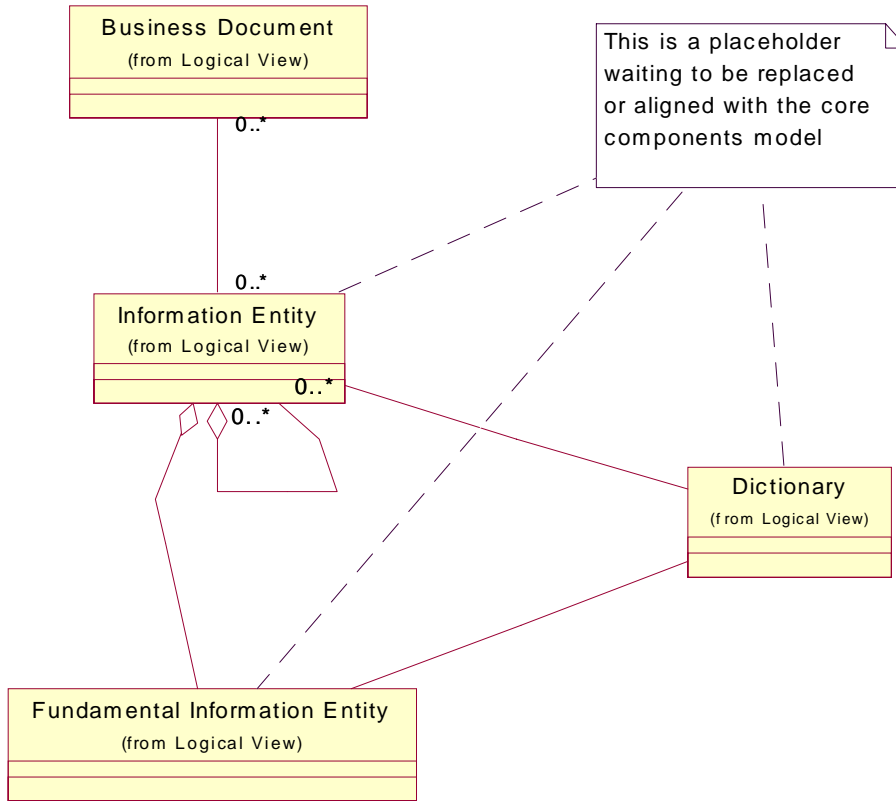 Business Document
(from Logical View)
This is a placeholder
waiting to be replaced
or aligned with the core
components model
0..*
0..*
Information Entity
(from Logical View)
0..*
0..*
Dictionary
(from Logical View)
Fundamental Information Entity
(from Logical View)